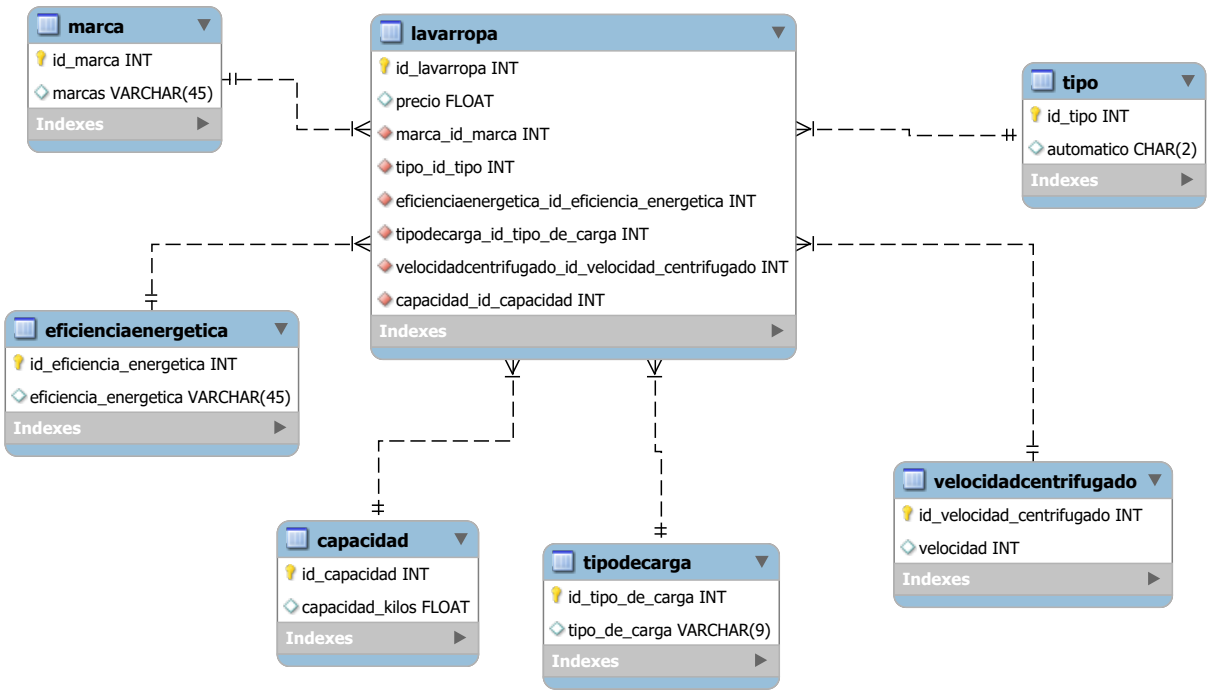 marca
id_marca INT
marcas VARCHAR(45)
Indexes
lavarropa
id_lavarropa INT
precio FLOAT
marca_id_marca INT
tipo_id_tipo INT
eficienciaenergetica_id_eficiencia_energetica INT
tipodecarga_id_tipo_de_carga INT
velocidadcentrifugado_id_velocidad_centrifugado INT
capacidad_id_capacidad INT
Indexes
tipo
id_tipo INT
automatico CHAR(2)
Indexes
eficienciaenergetica
id_eficiencia_energetica INT
eficiencia_energetica VARCHAR(45)
Indexes
capacidad
id_capacidad INT
capacidad_kilos FLOAT
Indexes
tipodecarga
id_tipo_de_carga INT
tipo_de_carga VARCHAR(9)
Indexes
velocidadcentrifugado
id_velocidad_centrifugado INT
velocidad INT
Indexes